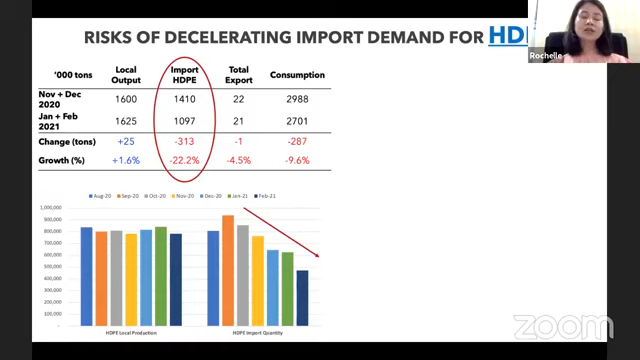 RISKS OF DECELERATING IMPORT DEMAND FOR HD
Rochelle
'000 tons Local Output Import HDPE Total Export Consumption
Nov + Dec 2020 1600 1410 22 2988
Jan + Feb 2021 1625 1097 21 2701
Change (tons) +25 -313 -1 -287
Growth (%) +1.6% -22.2% -4.5% -9.6%
Aug-20 Sep-20 Oct-20 Nov-20 Dec-20 Jan-21 Feb-21
1,000,000
900,000
800,000
700,000
600,000
500,000
400,000
300,000
200,000
100,000
-
HDPE Local Production HDPE Import Quantity
zoom